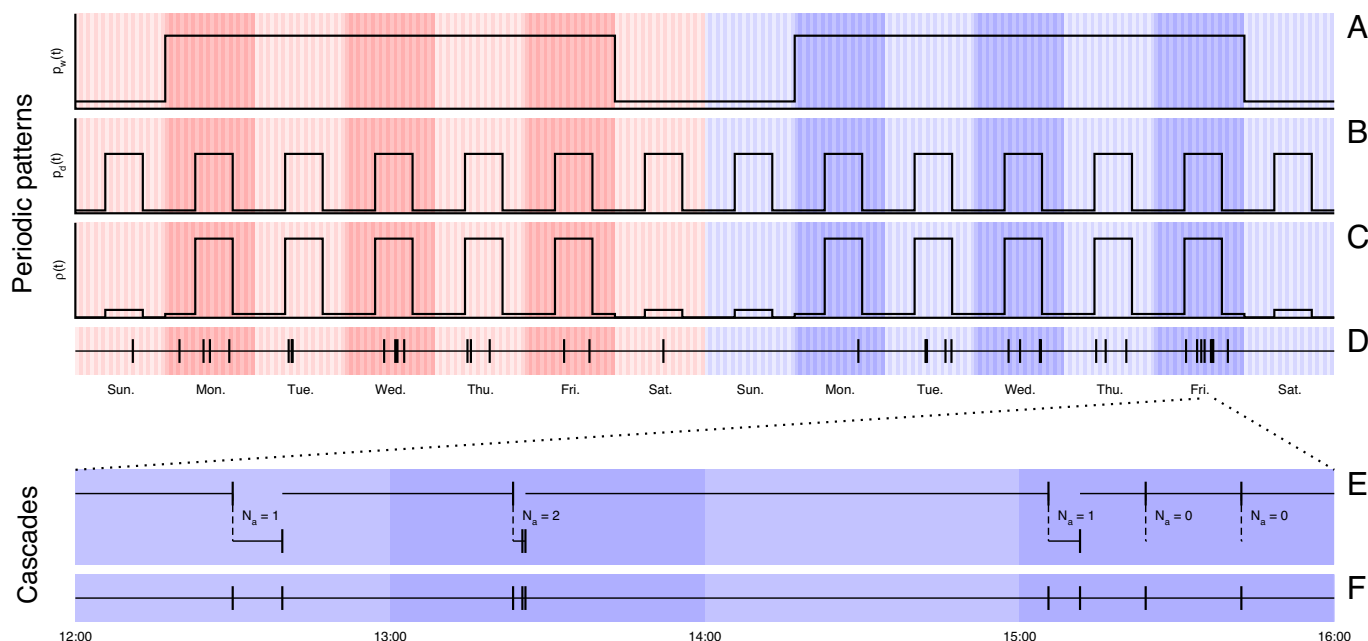 A
p_w(t)
B
p_d(t)
Periodic patterns
C
ρ(t)
D
Sun. Mon. Tue. Wed. Thu. Fri. Sat. Sun. Mon. Tue. Wed. Thu. Fri. Sat.
E
N_a = 1 N_a = 2 N_a = 1 N_a = 0 N_a = 0
Cascades
F
12:00 13:00 14:00 15:00 16:00